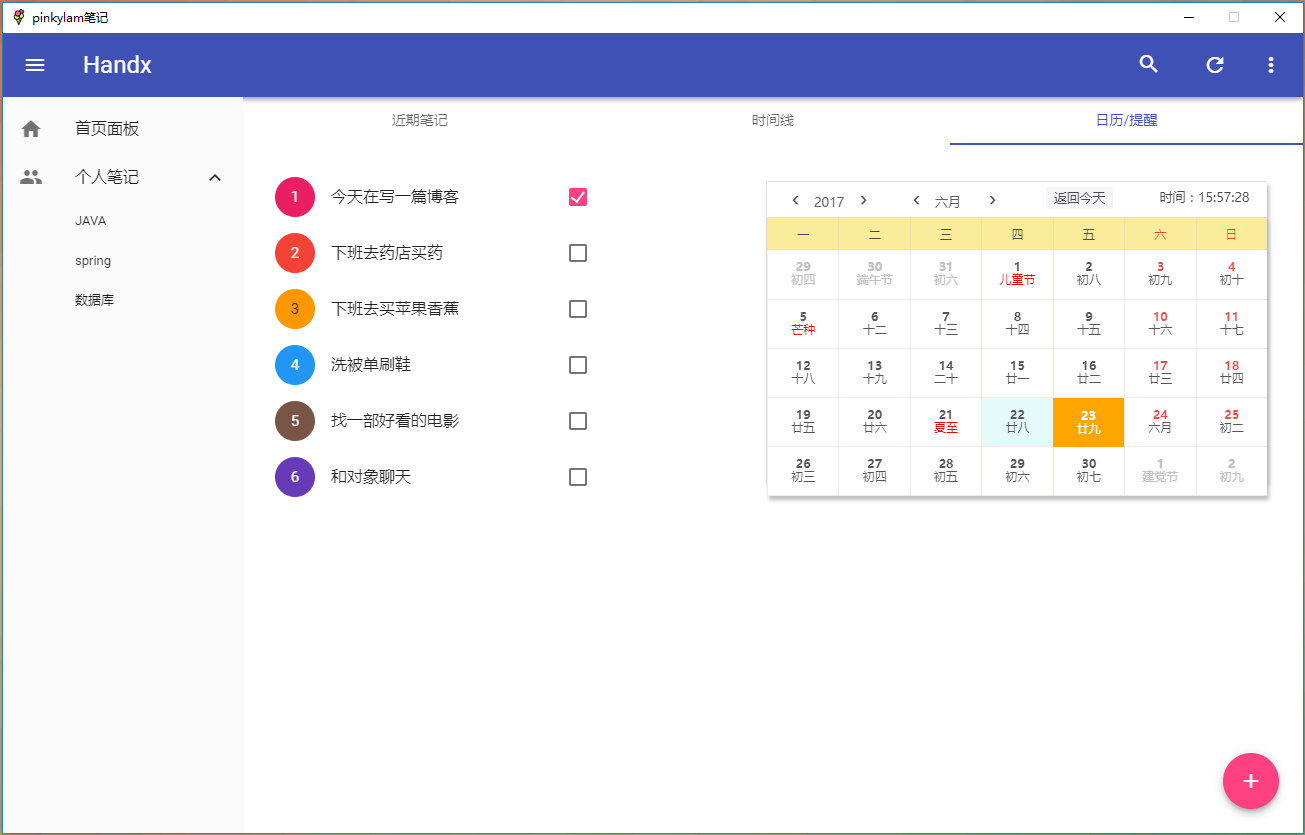 pinkylam笔记
Handx
首页面板
个人笔记
JAVA
spring
数据库
近期笔记 时间线 日历/提醒
1 今天在写一篇博客
2 下班去药店买药
3 下班去买苹果香蕉
4 洗被单刷鞋
5 找一部好看的电影
6 和对象聊天
2017 六月 返回今天 时间：15:57:28
一 二 三 四 五 六 日
29 30 31 1 2 3 4
初四 端午节 初六 儿童节 初八 初九 初十
5 6 7 8 9 10 11
芒种 十二 十三 十四 十五 十六 十七
12 13 14 15 16 17 18
十八 十九 二十 廿一 廿二 廿三 廿四
19 20 21 22 23 24 25
廿五 廿六 夏至 廿八 廿九 六月 初二
26 27 28 29 30 1 2
初三 初四 初五 初六 初七 建党节 初九